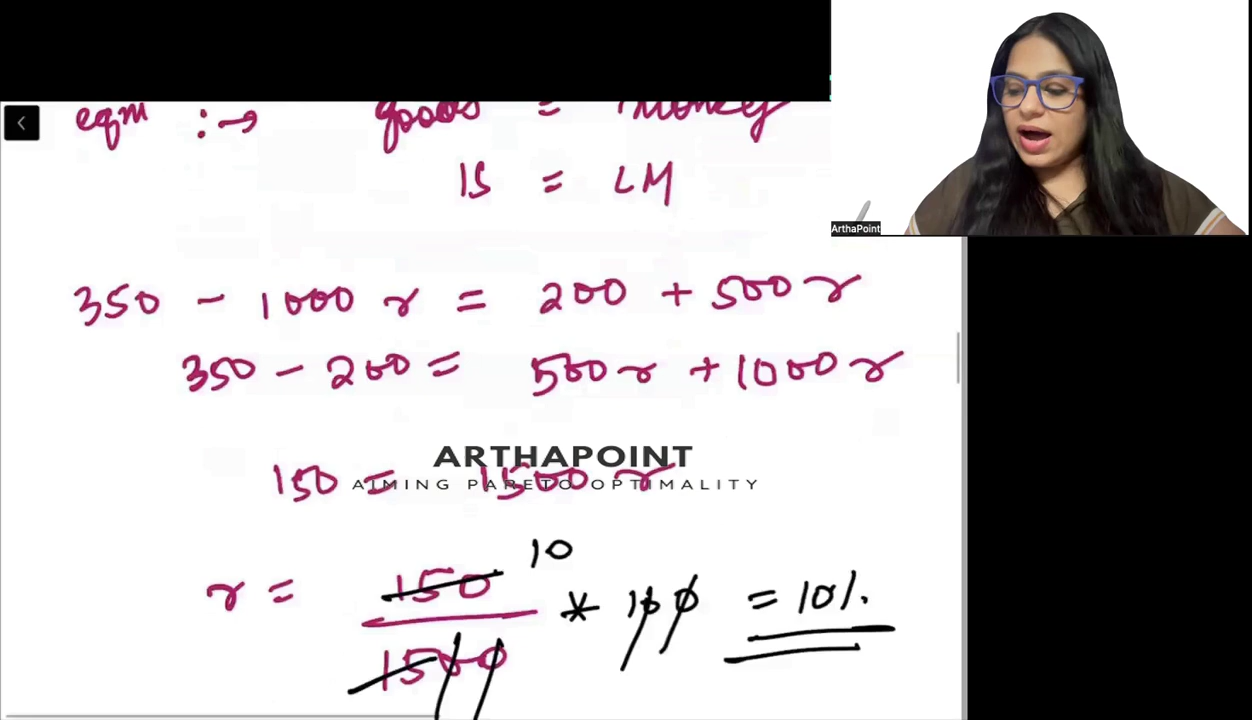 eqm :→ goods = money
IS = LM
ArthaPoint
350 - 1000 r = 200 + 500 r
350 - 200 = 500 r + 1000 r
ARTHAPOINT
AIMING PARETO OPTIMALITY
150 = 1500 r
10
r = 150/1500 * 100 = 10%.